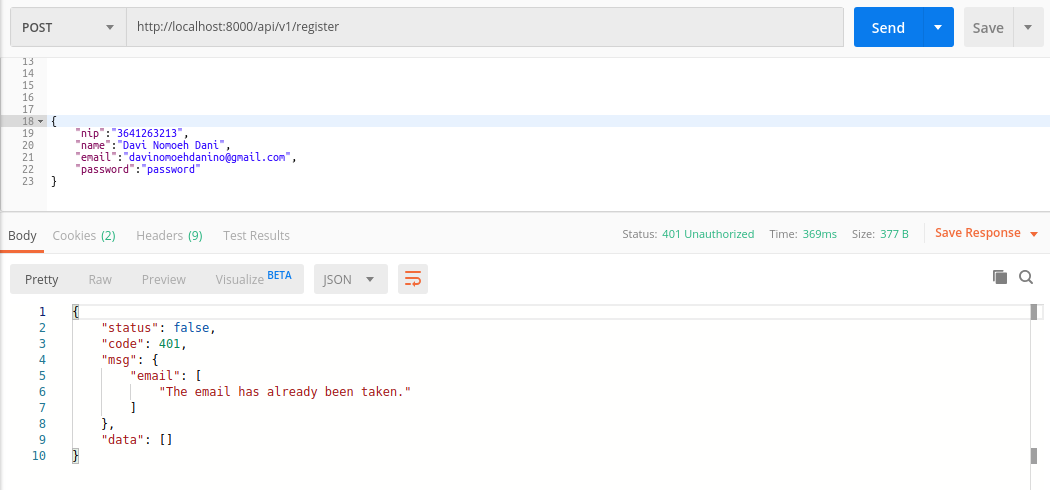 POST http://localhost:8000/api/v1/register Send Save
13
14
15
16
17
18 {
19 "nip":"3641263213",
20 "name":"Davi Nomoeh Dani",
21 "email":"davinomoehdanino@gmail.com",
22 "password":"password"
23 }
Body Cookies (2) Headers (9) Test Results Status: 401 Unauthorized Time: 369ms Size: 377 B Save Response
Pretty Raw Preview Visualize BETA JSON
1 {
2 "status": false,
3 "code": 401,
4 "msg": {
5 "email": [
6 "The email has already been taken."
7 ]
8 },
9 "data": []
10 }